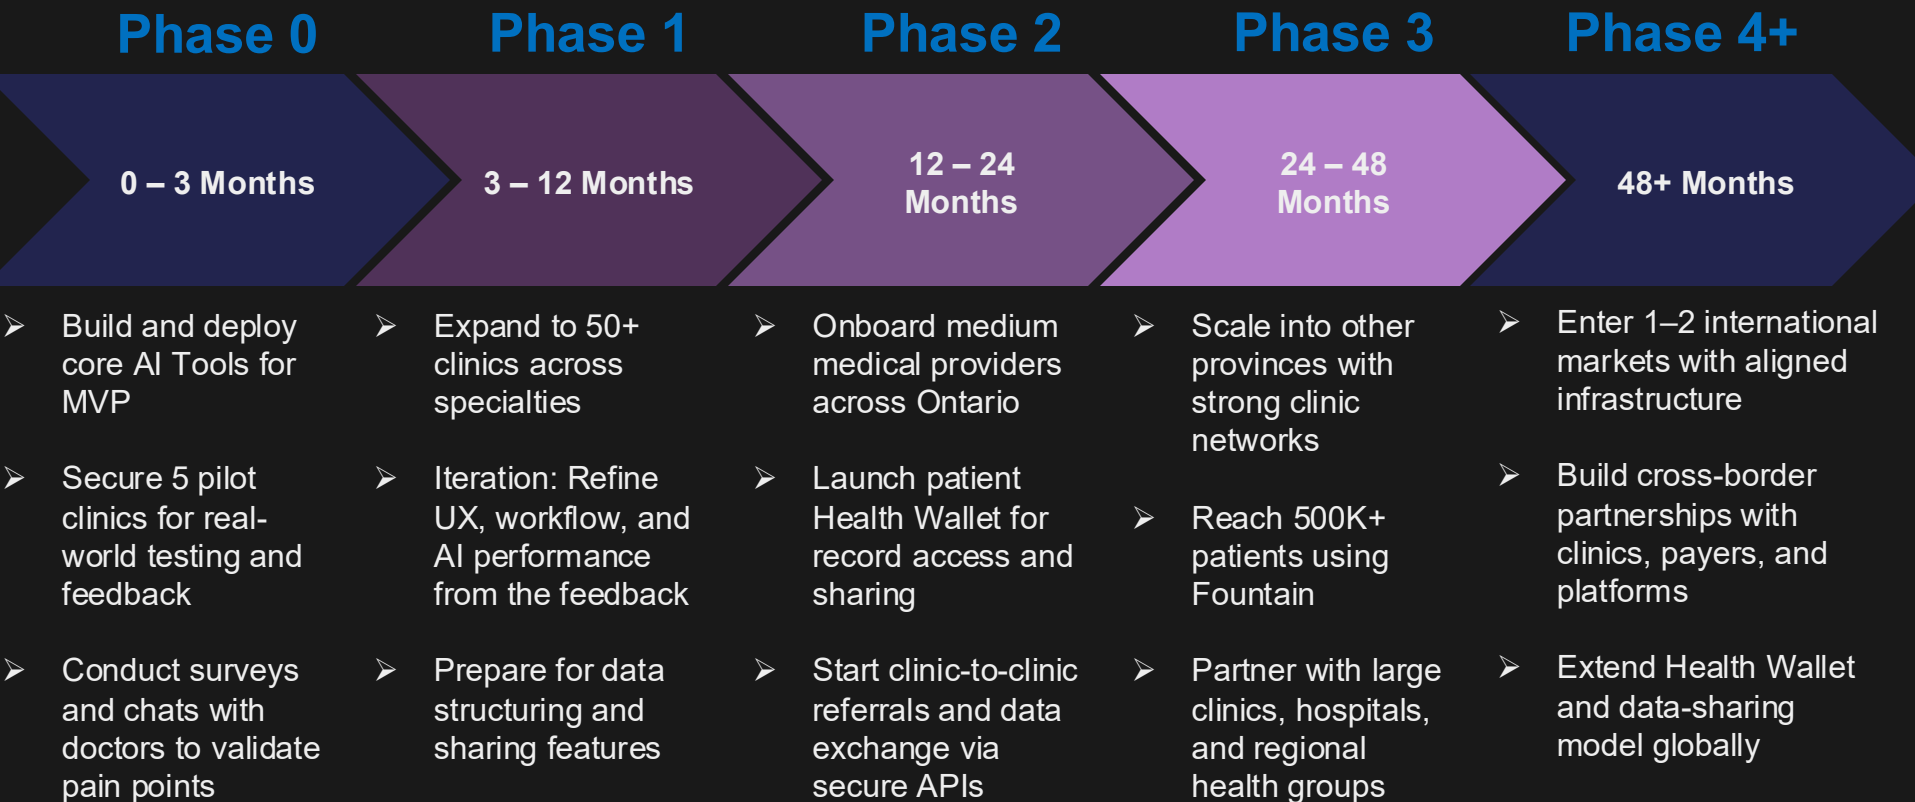 Phase 0
Phase 1
Phase 2
Phase 3
Phase 4+
0 – 3 Months
3 – 12 Months
12 – 24
Months
24 – 48
Months
48+ Months
Build and deploy
core AI Tools for
MVP
Secure 5 pilot
clinics for real-
world testing and
feedback
Conduct surveys
and chats with
doctors to validate
pain points
Expand to 50+
clinics across
specialties
Iteration: Refine
UX, workflow, and
AI performance
from the feedback
Prepare for data
structuring and
sharing features
Onboard medium
medical providers
across Ontario
Launch patient
Health Wallet for
record access and
sharing
Start clinic-to-clinic
referrals and data
exchange via
secure APIs
Scale into other
provinces with
strong clinic
networks
Reach 500K+
patients using
Fountain
Partner with large
clinics, hospitals,
and regional
health groups
Enter 1–2 international
markets with aligned
infrastructure
Build cross-border
partnerships with
clinics, payers, and
platforms
Extend Health Wallet
and data-sharing
model globally